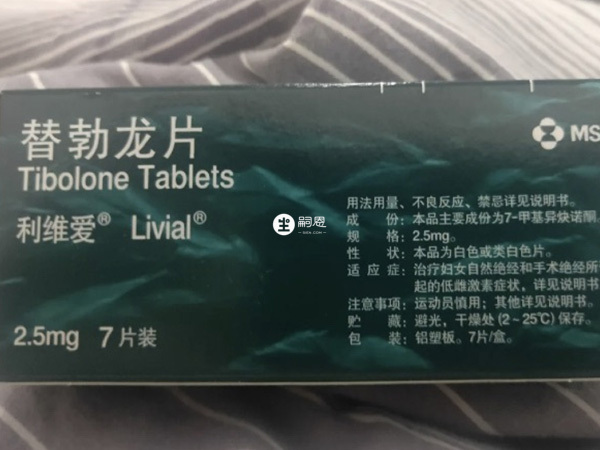 替勃龙片
Tibolone Tablets
利维爱® Livial®
2.5mg 7片装
MS
用法用量、不良反应、禁忌详见说明书。
成 份：本品主要成份为7-甲基异炔诺酮。
规 格：2.5mg。
性 状：本品为白色或类白色片。
适 应 症：治疗妇女自然绝经和手术绝经所
起的低雌激素症状，详见说明书
注意事项：运动员慎用；其他详见说明书。
贮 藏：避光，干燥处(2~25℃)保存。
包 装：铝塑板。7片/盒。
嗣恩